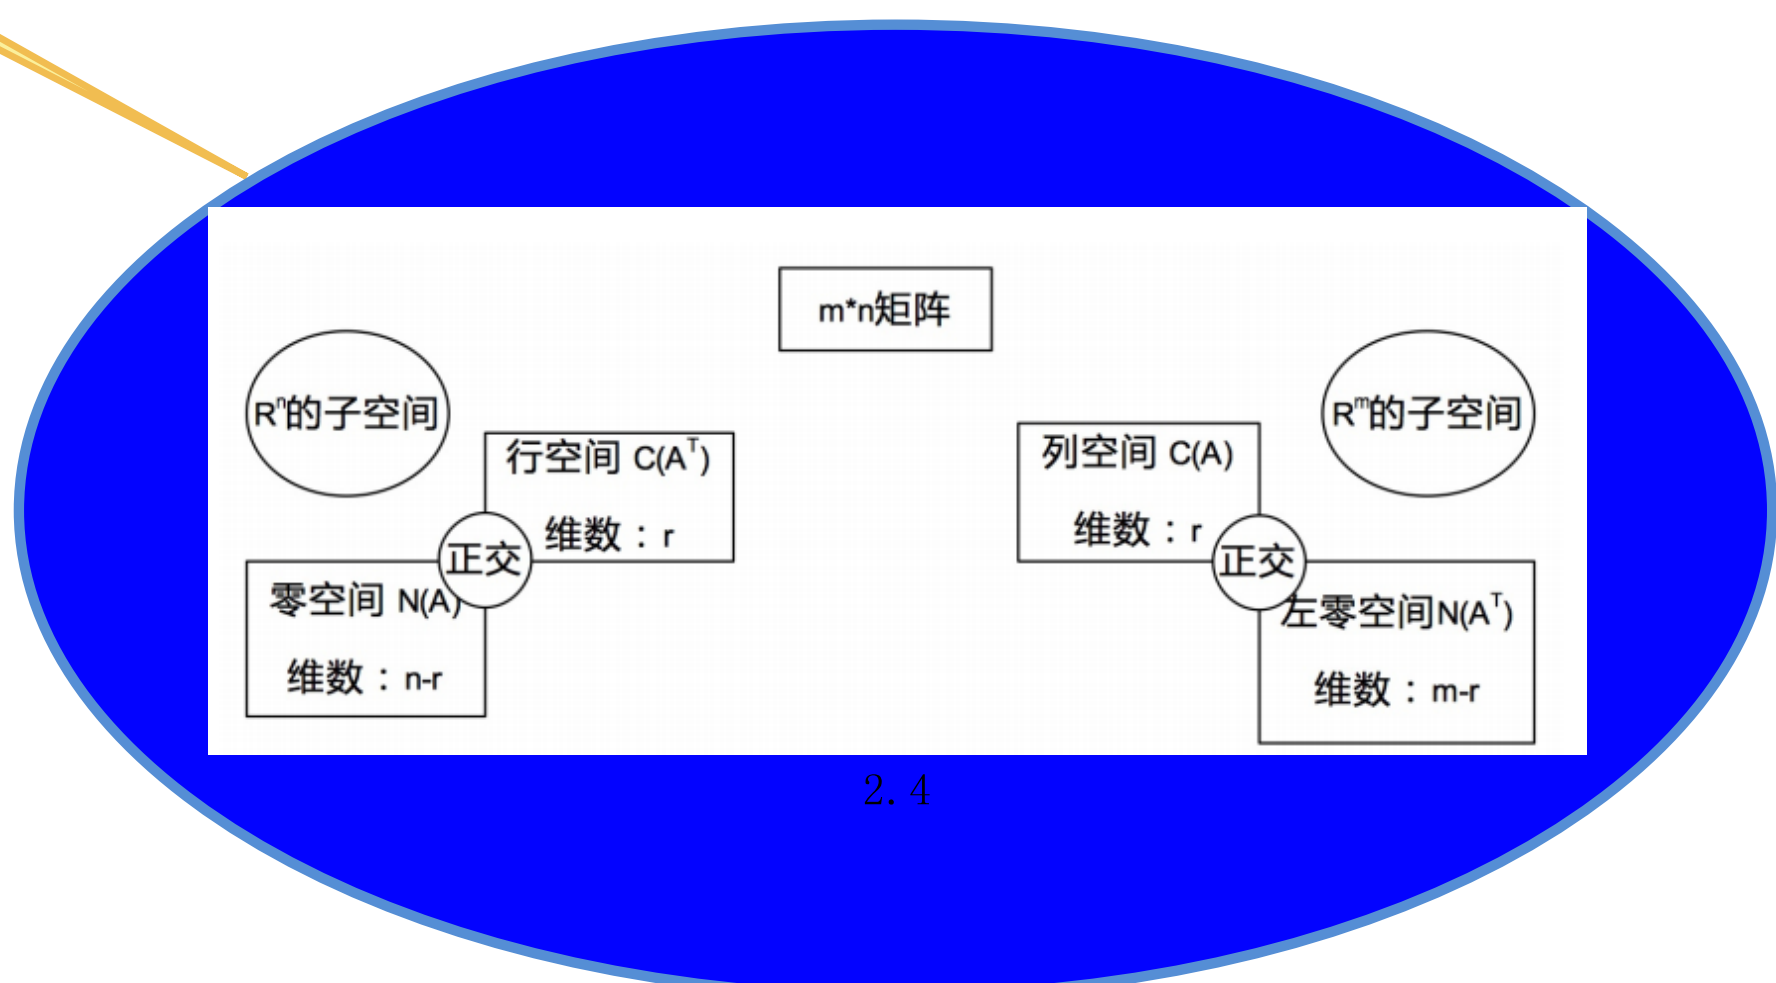 m*n矩阵
Rⁿ的子空间
行空间 C(Aᵀ)
维数：r
正交
零空间 N(A)
维数：n-r
Rᵐ的子空间
列空间 C(A)
维数：r
正交
左零空间N(Aᵀ)
维数：m-r
2.4